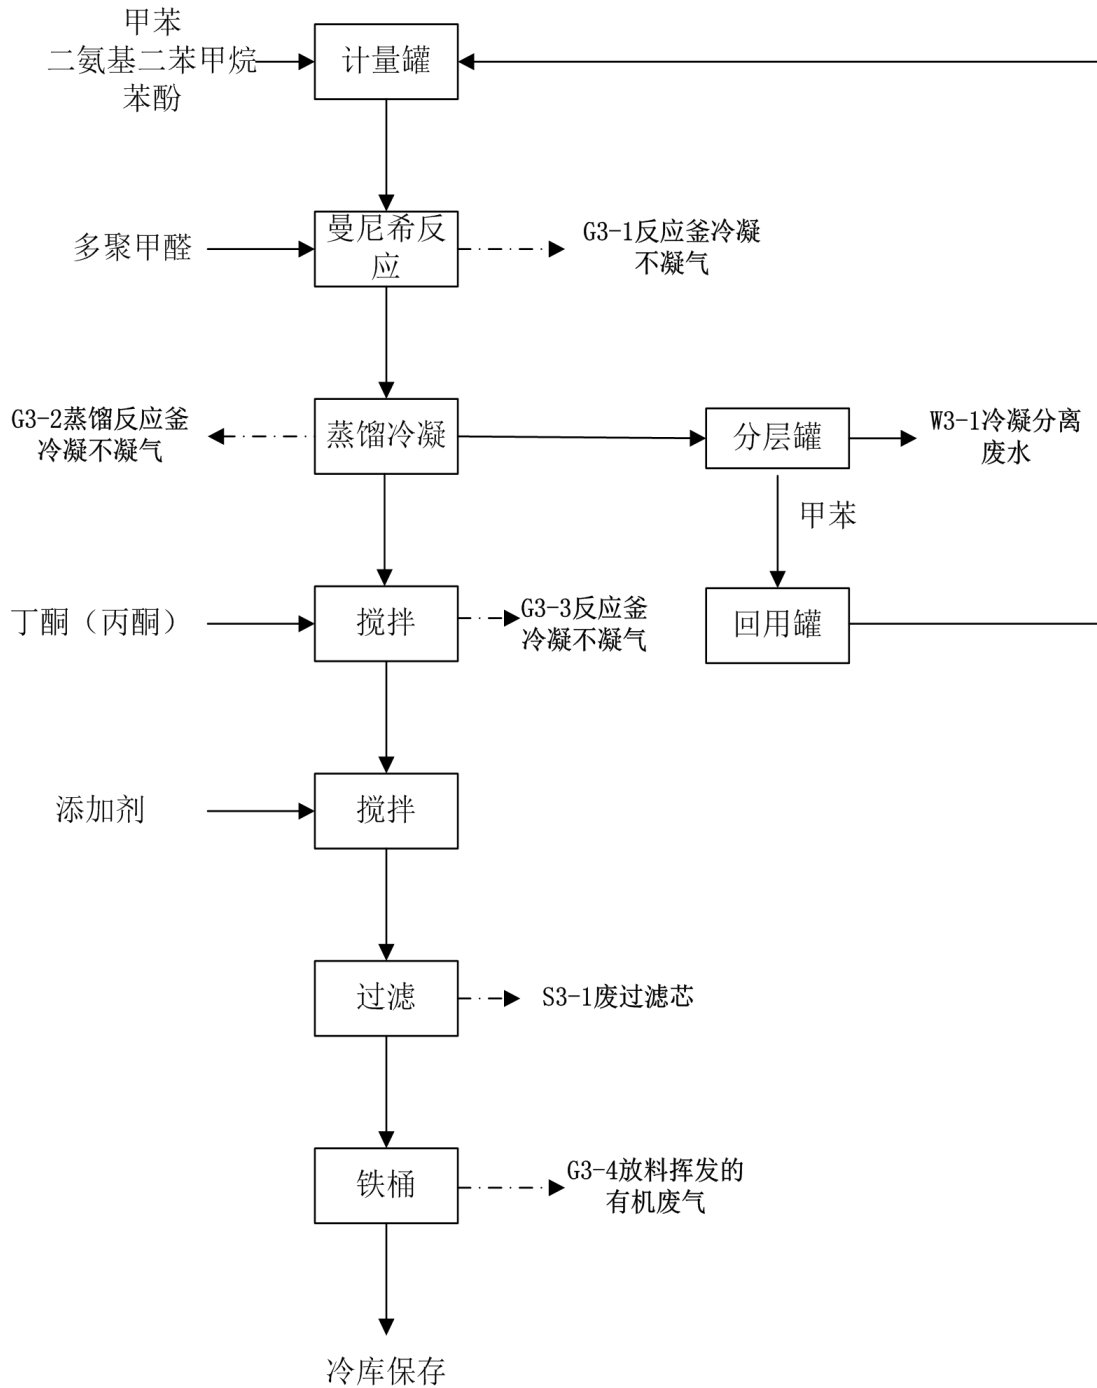 甲苯
二氨基二苯甲烷
苯酚
计量罐
多聚甲醛
曼尼希反
应
G3-1反应釜冷凝
不凝气
G3-2蒸馏反应釜
冷凝不凝气
蒸馏冷凝
分层罐
W3-1冷凝分离
废水
甲苯
丁酮（丙酮）
搅拌
G3-3反应釜
冷凝不凝气
回用罐
添加剂
搅拌
过滤
S3-1废过滤芯
铁桶
G3-4放料挥发的
有机废气
冷库保存